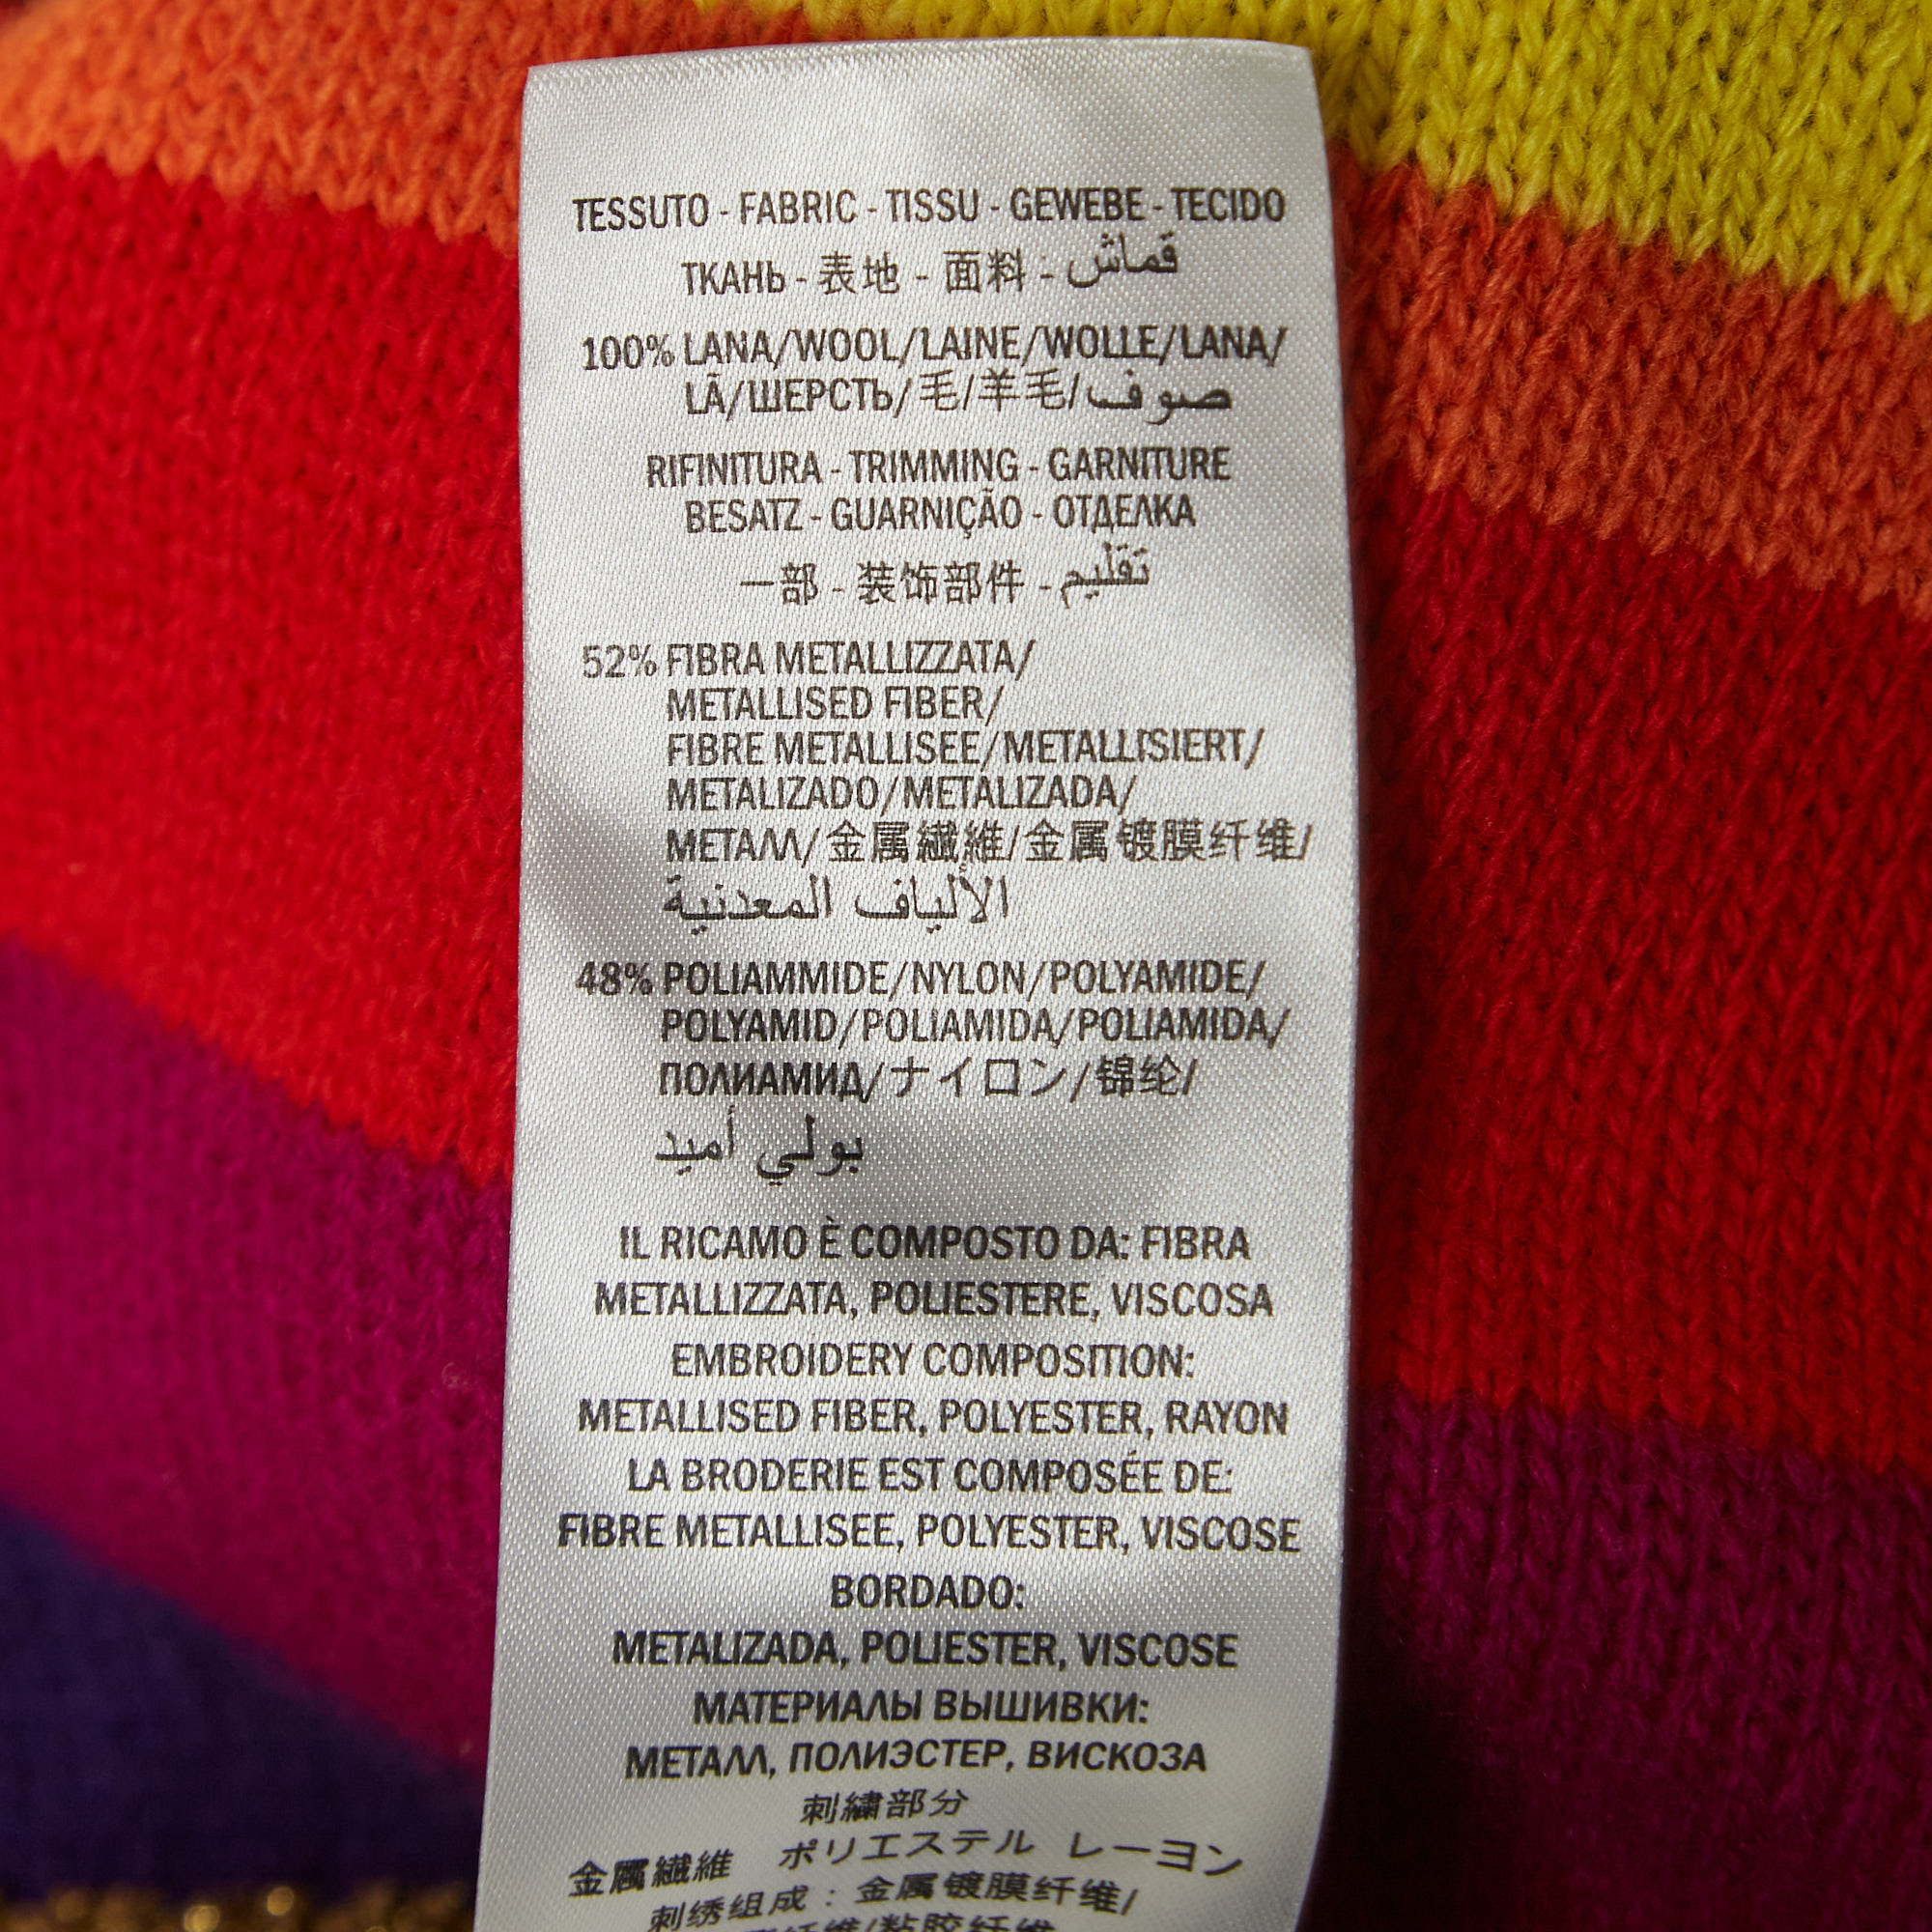 TESSUTO - FABRIC - TISSU - GEWEBE - TECIDO
ТКАНЬ - 表地 - 面料 - قماش
100% LANA/WOOL/LAINE/WOLLE/LANA/
LÃ/ШЕРСТЬ/毛/羊毛/صوف
RIFINITURA - TRIMMING - GARNITURE
BESATZ - GUARNIÇÃO - ОТДЕЛКА
一部 - 装饰部件 - تقليم
52% FIBRA METALLIZZATA/
METALLISED FIBER/
FIBRE METALLISEE/METALLISIERT/
METALIZADO/METALIZADA/
МЕТАЛЛ/金属繊維/金属镀膜纤维/
الألياف المعدنية
48% POLIAMMIDE/NYLON/POLYAMIDE/
POLYAMID/POLIAMIDA/POLIAMIDA/
ПОЛИАМИД/ナイロン/锦纶/
بولي أميد
IL RICAMO È COMPOSTO DA: FIBRA
METALLIZZATA, POLIESTERE, VISCOSA
EMBROIDERY COMPOSITION:
METALLISED FIBER, POLYESTER, RAYON
LA BRODERIE EST COMPOSÉE DE:
FIBRE METALLISEE, POLYESTER, VISCOSE
BORDADO:
METALIZADA, POLIESTER, VISCOSE
МАТЕРИАЛЫ ВЫШИВКИ:
МЕТАЛЛ, ПОЛИЭСТЕР, ВИСКОЗА
刺繍部分
金属繊維 ポリエステル レーヨン
刺绣组成：金属镀膜纤维/